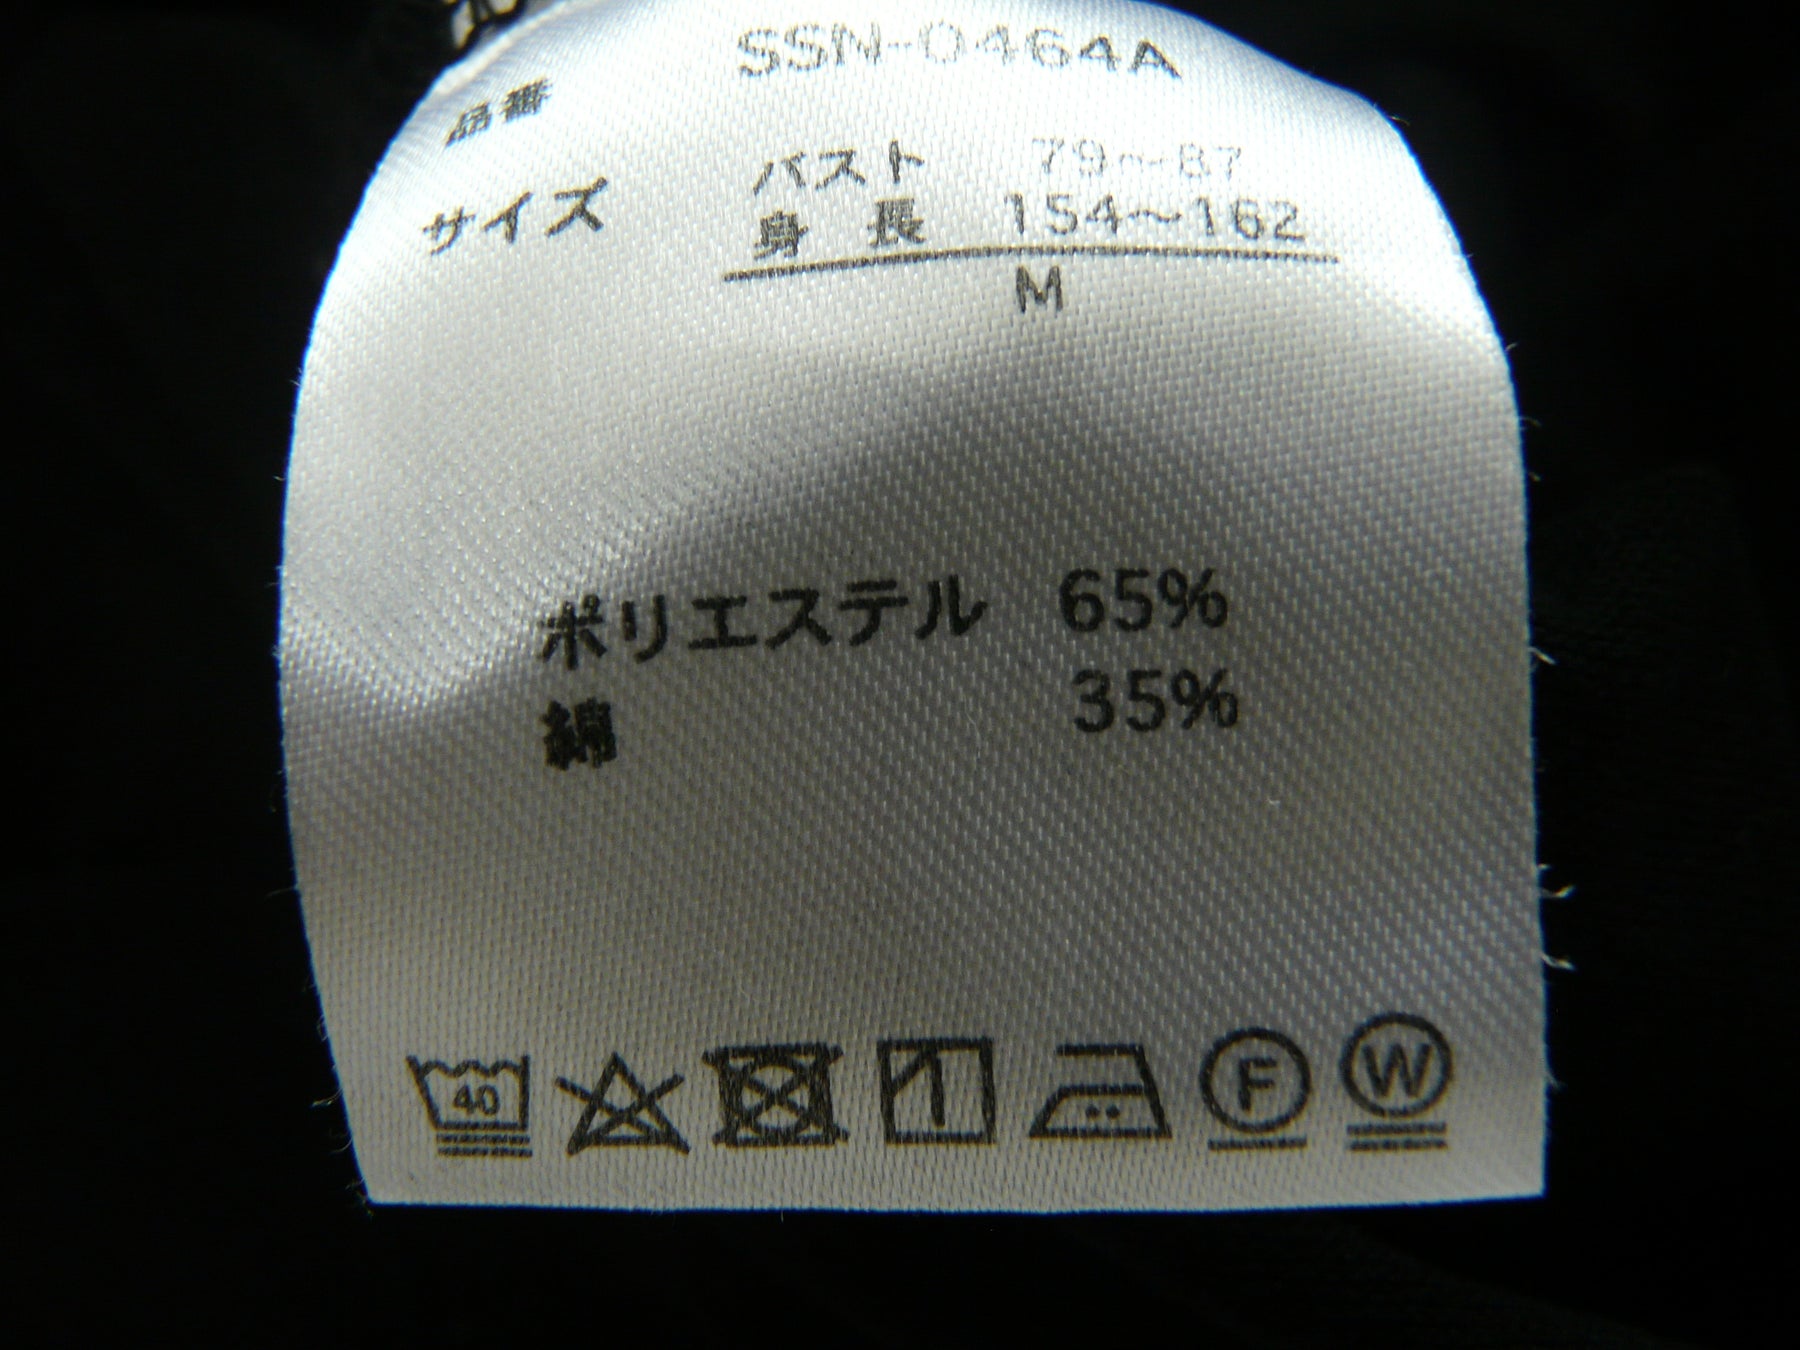 品番 SSN-0464A
サイズ バスト 79~87
身長 154~162
M
ポリエステル 65%
綿 35%
40
F
W